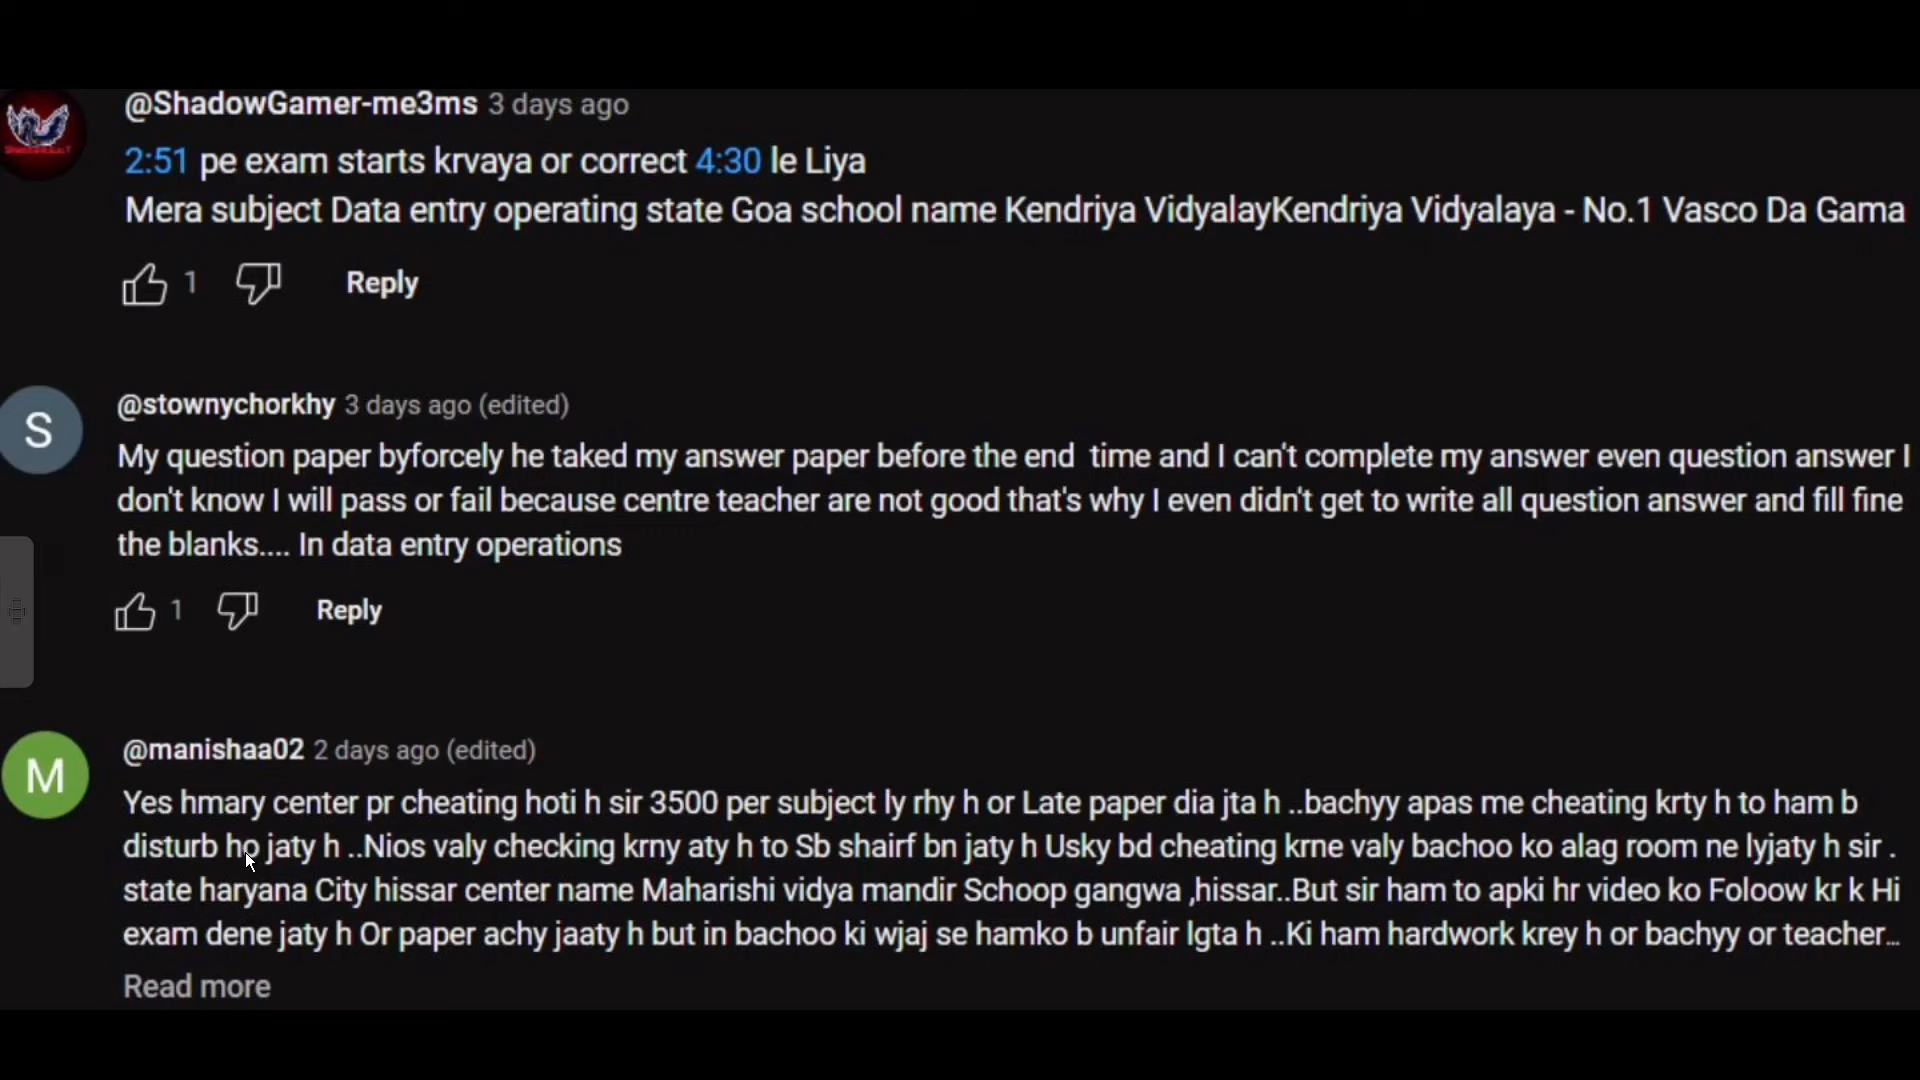 @ShadowGamer-me3ms 3 days ago
2:51 pe exam starts krvaya or correct 4:30 le Liya
Mera subject Data entry operating state Goa school name Kendriya VidyalayKendriya Vidyalaya - No.1 Vasco Da Gama
1 Reply
S
@stownychorkhy 3 days ago (edited)
My question paper byforcely he taked my answer paper before the end time and I can't complete my answer even question answer I
don't know I will pass or fail because centre teacher are not good that's why I even didn't get to write all question answer and fill fine
the blanks.... In data entry operations
1 Reply
M
@manishaa02 2 days ago (edited)
Yes hmary center pr cheating hoti h sir 3500 per subject ly rhy h or Late paper dia jta h ..bachyy apas me cheating krty h to ham b
disturb ho jaty h ..Nios valy checking krny aty h to Sb shairf bn jaty h Usky bd cheating krne valy bachoo ko alag room ne lyjaty h sir .
state haryana City hissar center name Maharishi vidya mandir Schoop gangwa ,hissar..But sir ham to apki hr video ko Foloow kr k Hi
exam dene jaty h Or paper achy jaaty h but in bachoo ki wjaj se hamko b unfair lgta h ..Ki ham hardwork krey h or bachyy or teacher...
Read more